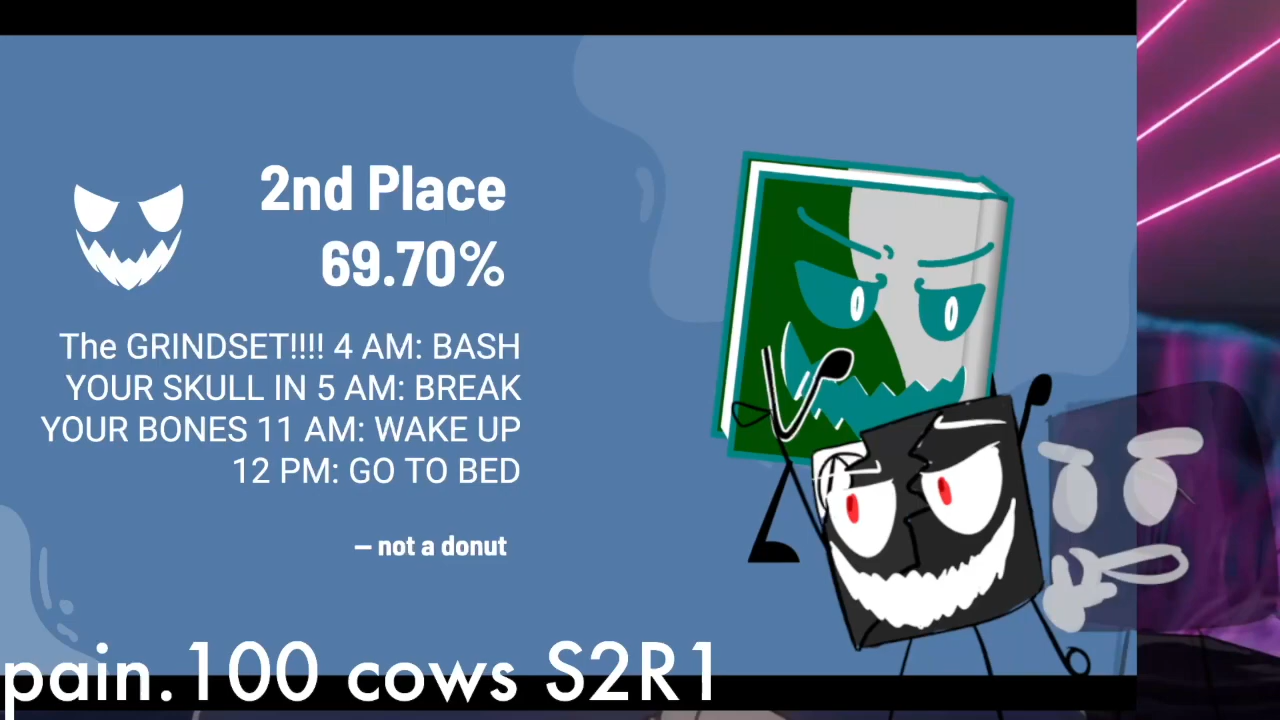 2nd Place
69.70%
The GRINDSET!!!! 4 AM: BASH
YOUR SKULL IN 5 AM: BREAK
YOUR BONES 11 AM: WAKE UP
12 PM: GO TO BED
– not a donut
pain.100 cows S2R1